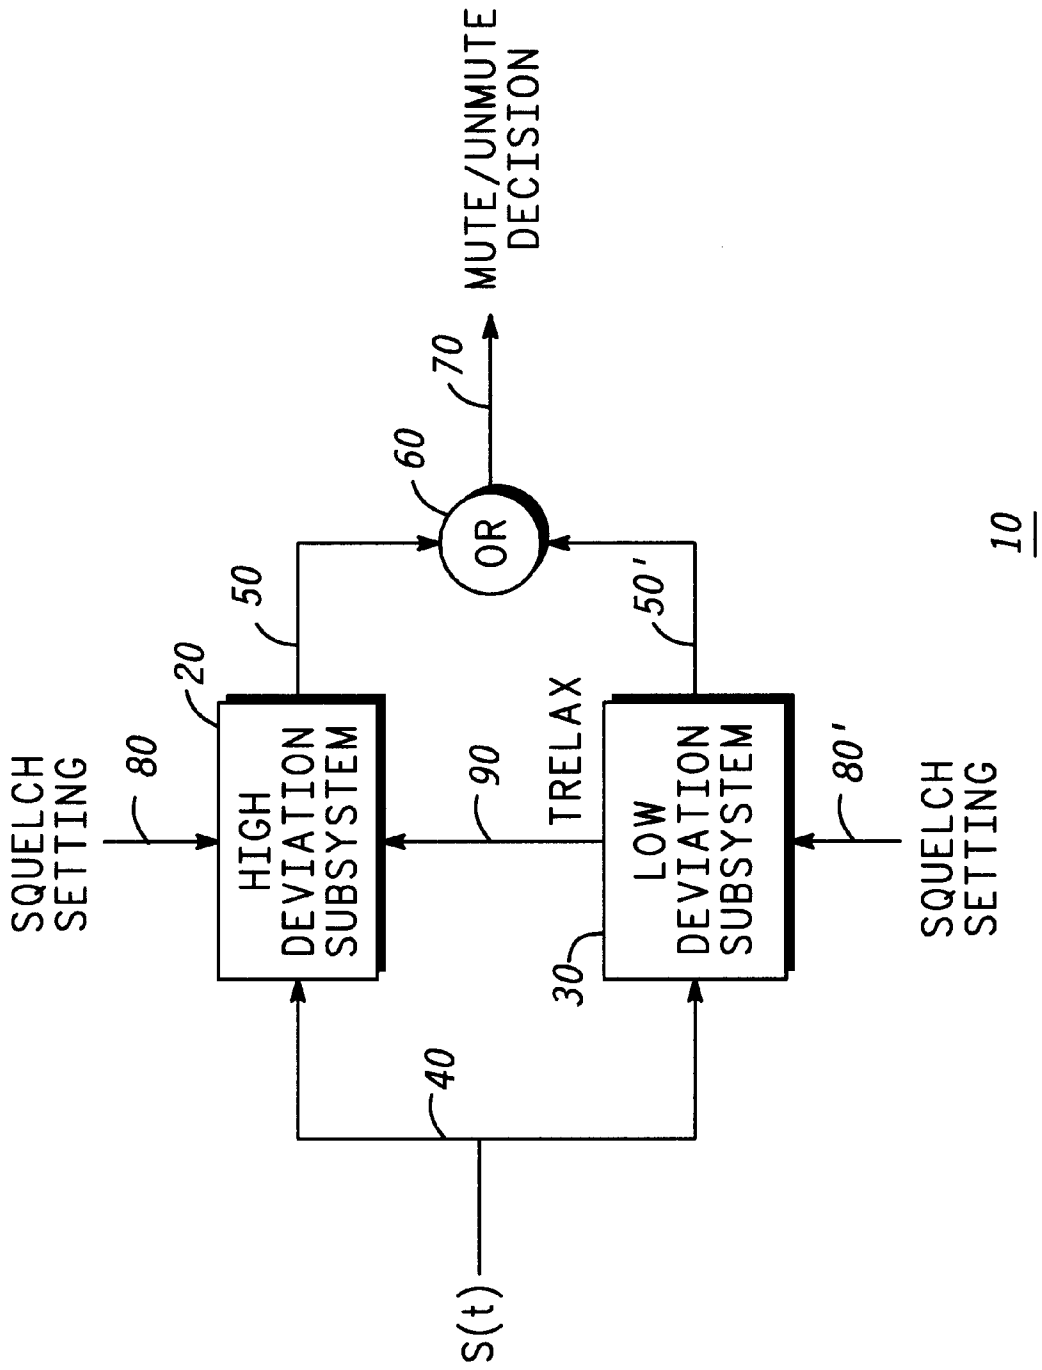 SQUELCH
SETTING
80
20
HIGH
DEVIATION
SUBSYSTEM
50
S(t)
40
90
TRELAX
60
OR
70
MUTE/UNMUTE
DECISION
30
LOW
DEVIATION
SUBSYSTEM
50'
80'
SQUELCH
SETTING
10